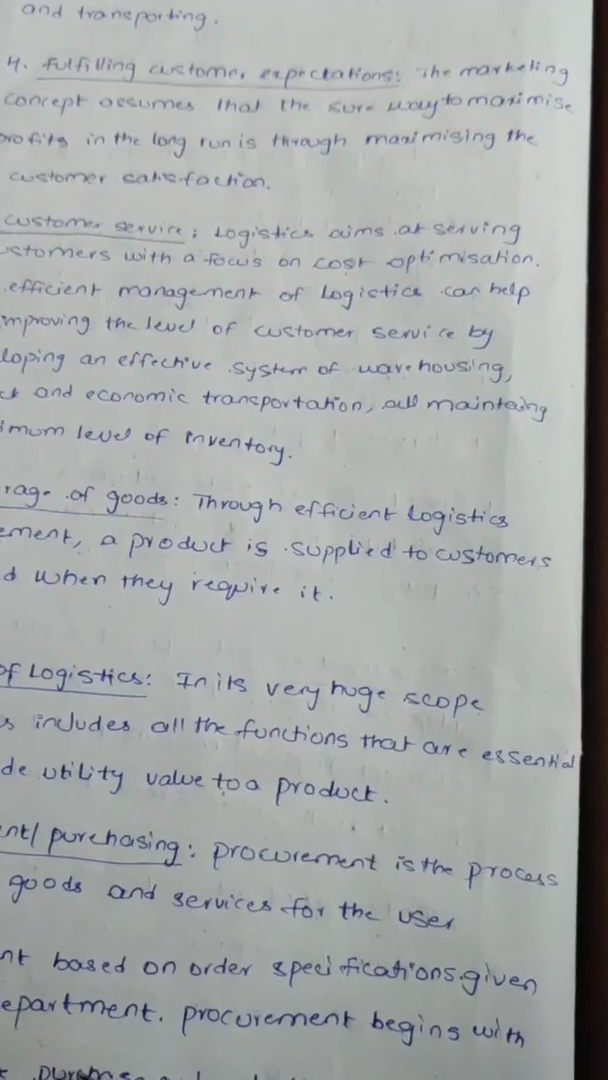 and transporting.
4. Fulfilling customer expectations: The marketing
concept assumes that the sure way to maximise
profits in the long run is through maximising the
customer satisfaction.
customer service: Logistics aims at serving
ustomers with a focus on cost optimisation.
efficient management of logistics can help
improving the level of customer service by
loping an effective system of warehousing,
ck and economic transportation, all mainteing
imum level of inventory.
rage of goods: Through efficient logistics
ement, a product is supplied to customers
d when they require it.
of Logistics: In its very huge scope
s includes all the functions that are essential
de utility value to a product.
ent/ purchasing: procurement is the process
goods and services for the user
nt based on order specifications given
epartment. procurement begins with